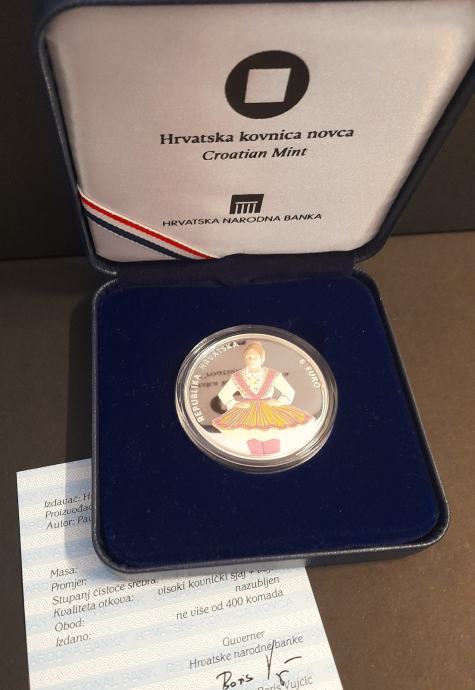 Hrvatska kovnica novca
Croatian Mint
HRVATSKA NARODNA BANKA
REPUBLIKA HRVATSKA
6 EURO
Izdavač: H
Proizvođač
Autor: Pau
Masa:
Promjer:
Stupanj čistoće srebra:
Kvaliteta otkova: visoki kovnički sjaj +
Obod: nazubljen
Izdano: ne više od 400 komada
Guverner
Hrvatske narodne banke
Boris Vujčić